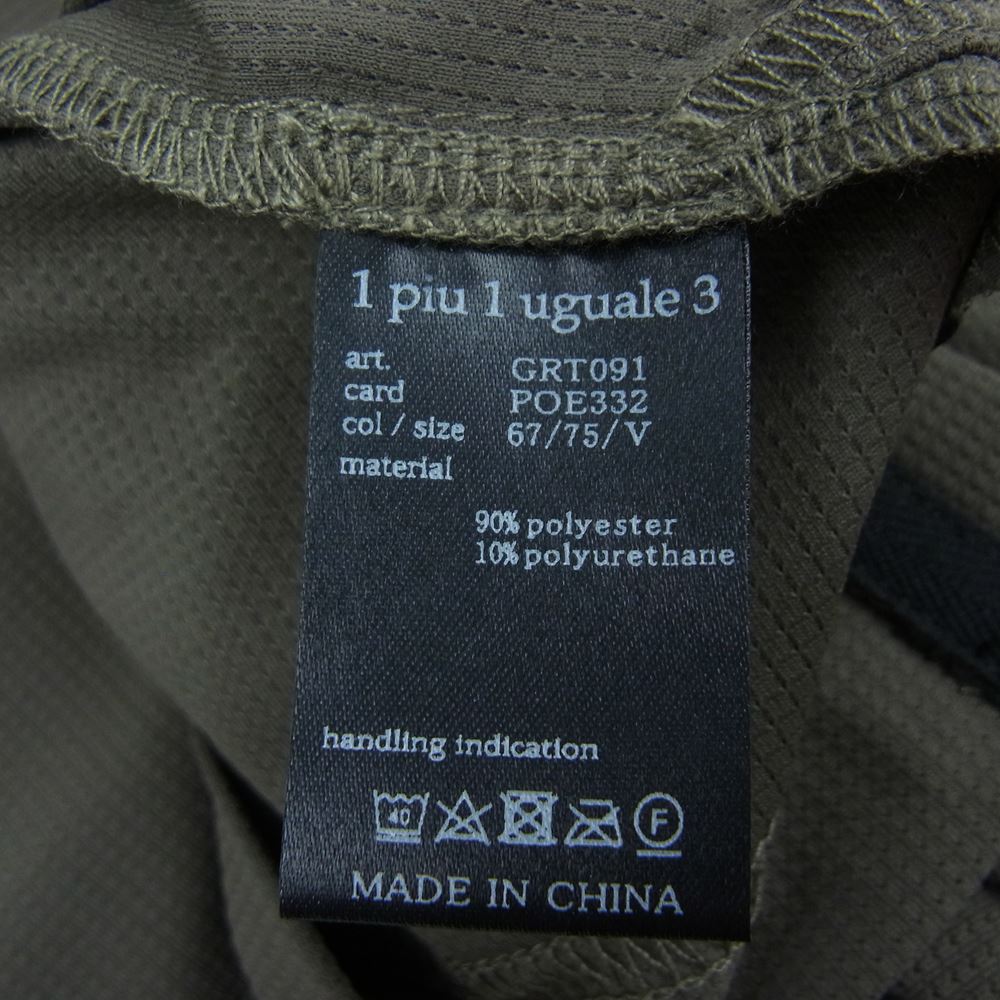 1 piu 1 uguale 3
art. GRT091
card POE332
col / size 67/75/V
material
90% polyester
10% polyurethane
handling indication
40 F
MADE IN CHINA